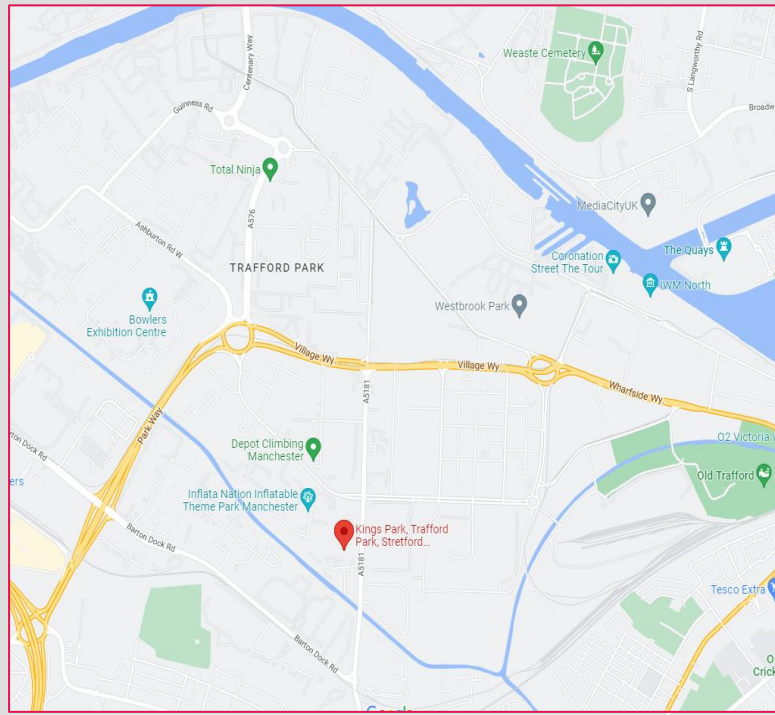 Weaste Cemetery
S Langworthy Rd
Broadw
Centenary Way
Guinness Rd
Total Ninja
A576
Ashburton Rd W
TRAFFORD PARK
MediaCityUK
The Quays
Coronation
Street The Tour
IWM North
Westbrook Park
Bowlers
Exhibition Centre
Village Wy
Village Wy
Wharfside Wy
Park Way
A5181
O2 Victoria
Barton Dock Rd
Depot Climbing
Manchester
Old Trafford
ers
Inflata Nation Inflatable
Theme Park Manchester
Kings Park, Trafford
Park, Stretford...
Barton Dock Rd
A5181
Tesco Extra
Barton Dock Rd
O
Crick